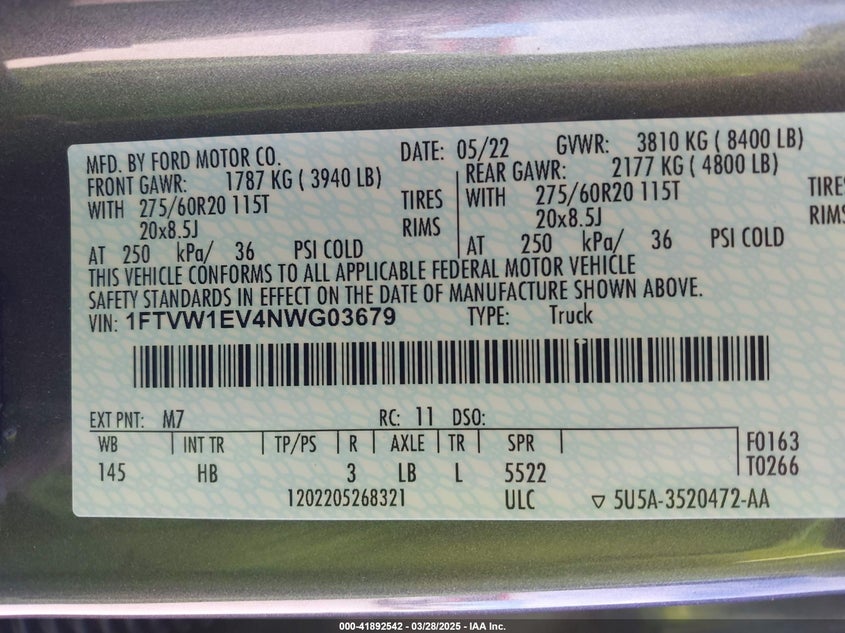 MFD. BY FORD MOTOR CO. DATE: 05/22 GVWR: 3810 KG ( 8400 LB)
FRONT GAWR: 1787 KG ( 3940 LB) REAR GAWR: 2177 KG ( 4800 LB)
WITH 275/60R20 115T TIRES WITH 275/60R20 115T TIRES
20x8.5J RIMS 20x8.5J RIMS
AT 250 kPa/ 36 PSI COLD AT 250 kPa/ 36 PSI COLD
THIS VEHICLE CONFORMS TO ALL APPLICABLE FEDERAL MOTOR VEHICLE
SAFETY STANDARDS IN EFFECT ON THE DATE OF MANUFACTURE SHOWN ABOVE.
VIN: 1FTVW1EV4NWG03679 TYPE: Truck
EXT PNT: M7 RC: 11 DSO:
WB INT TR TP/PS R AXLE TR SPR F0163
145 HB 3 LB L 5522 T0266
1202205268321 ULC ▽ 5U5A-3520472-AA
000-41892542 / 03/28/2025 - IAA Inc.